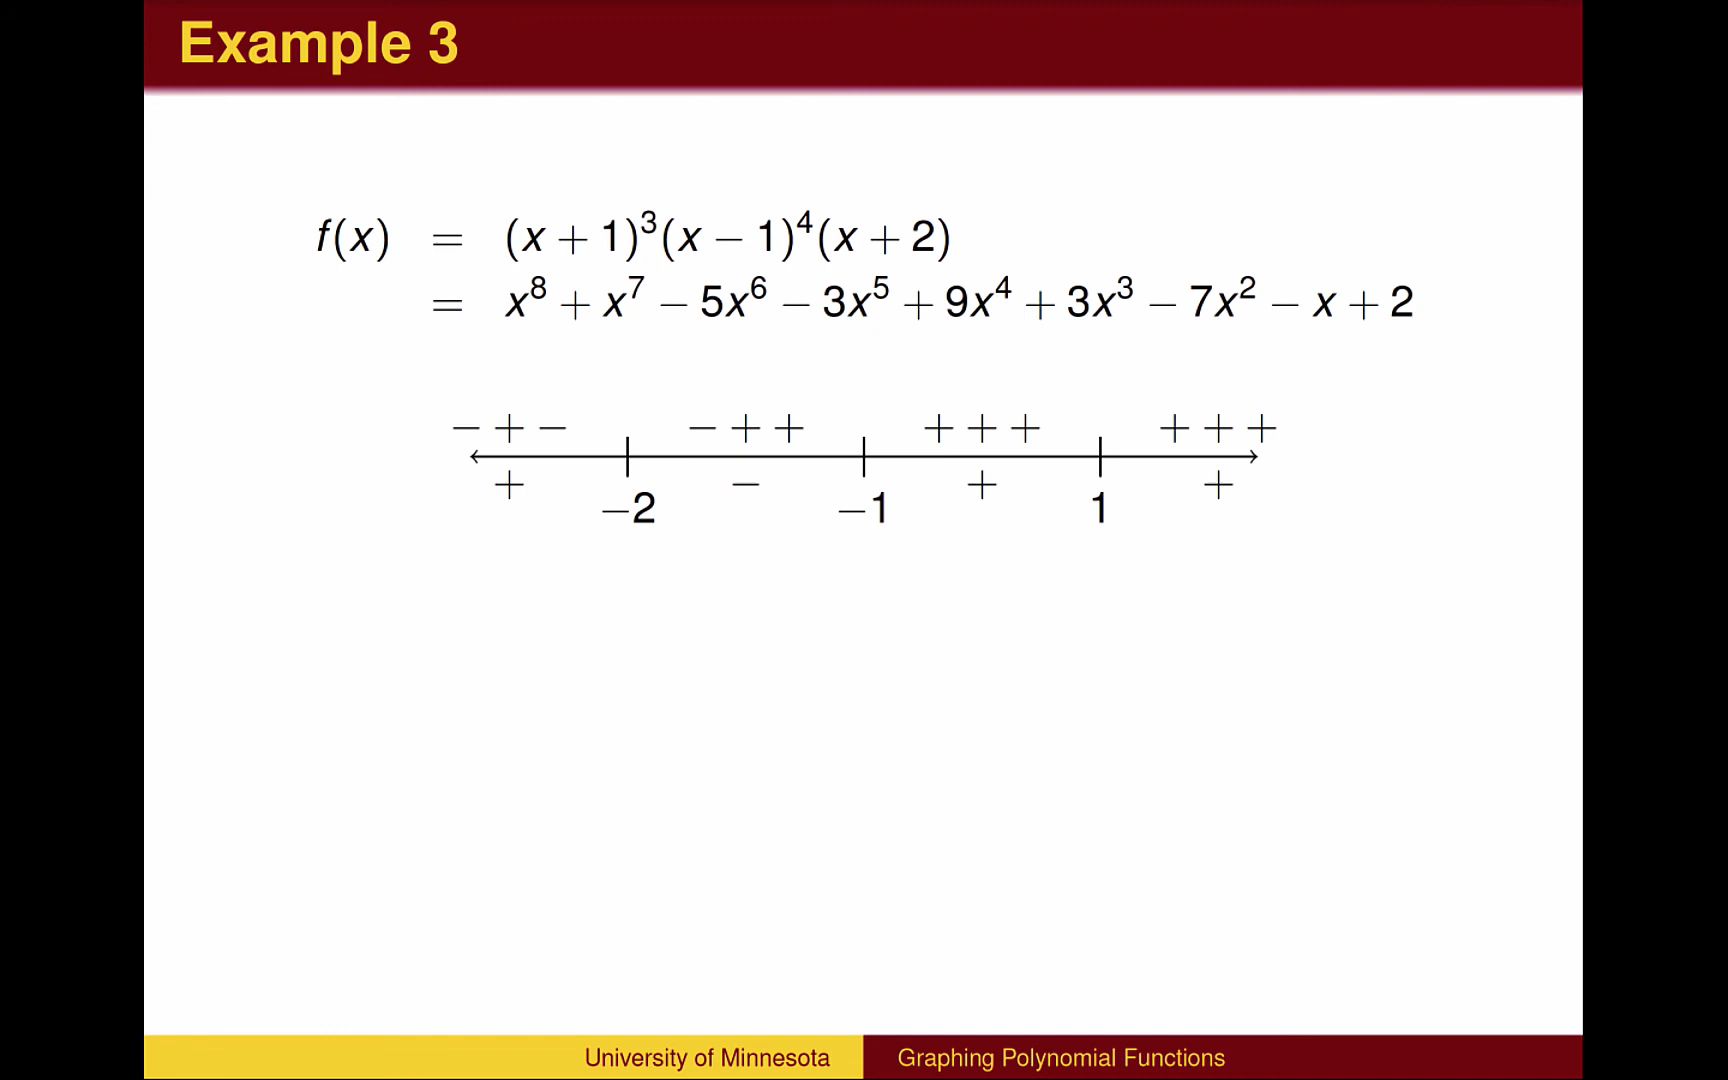 Example 3
f(x) = (x + 1)³(x − 1)⁴(x + 2)
= x⁸ + x⁷ − 5x⁶ − 3x⁵ + 9x⁴ + 3x³ − 7x² − x + 2
− + − − + + + + + + + +
+ − + +
−2 −1 1
University of Minnesota Graphing Polynomial Functions